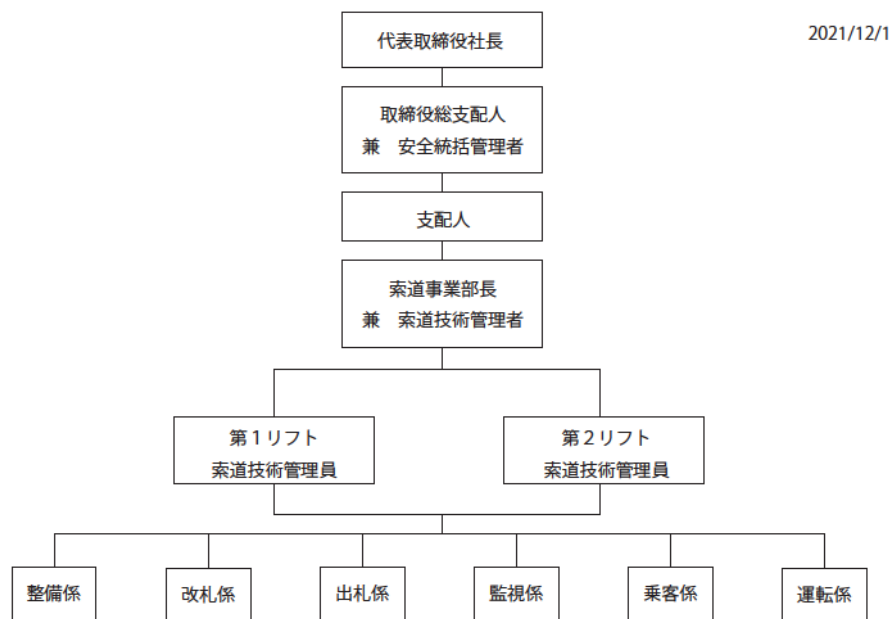 代表取締役社長
2021/12/1
取締役総支配人
兼　安全統括管理者
支配人
索道事業部長
兼　索道技術管理者
第１リフト
索道技術管理員
第２リフト
索道技術管理員
整備係
改札係
出札係
監視係
乗客係
運転係